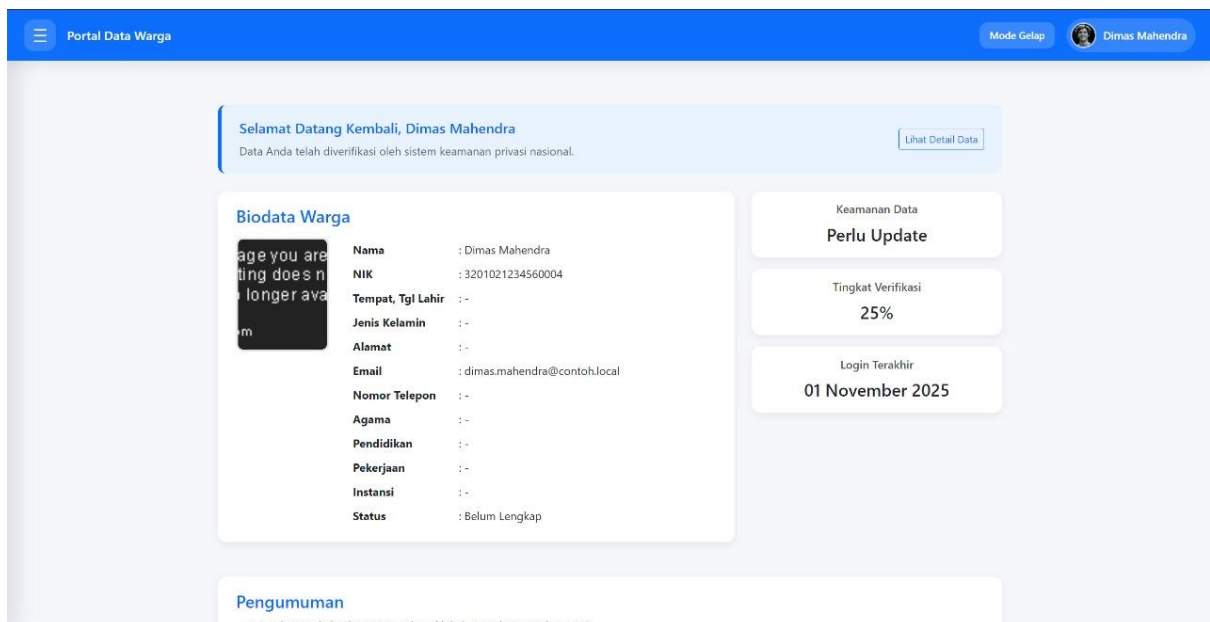 ☰ Portal Data Warga Mode Gelap Dimas Mahendra
Selamat Datang Kembali, Dimas Mahendra
Data Anda telah diverifikasi oleh sistem keamanan privasi nasional.
Lihat Detail Data
Biodata Warga
age you are
ting does n
longer ava
om
Nama : Dimas Mahendra
NIK : 3201021234560004
Tempat, Tgl Lahir : -
Jenis Kelamin : -
Alamat : -
Email : dimas.mahendra@contoh.local
Nomor Telepon : -
Agama : -
Pendidikan : -
Pekerjaan : -
Instansi : -
Status : Belum Lengkap
Keamanan Data
Perlu Update
Tingkat Verifikasi
25%
Login Terakhir
01 November 2025
Pengumuman